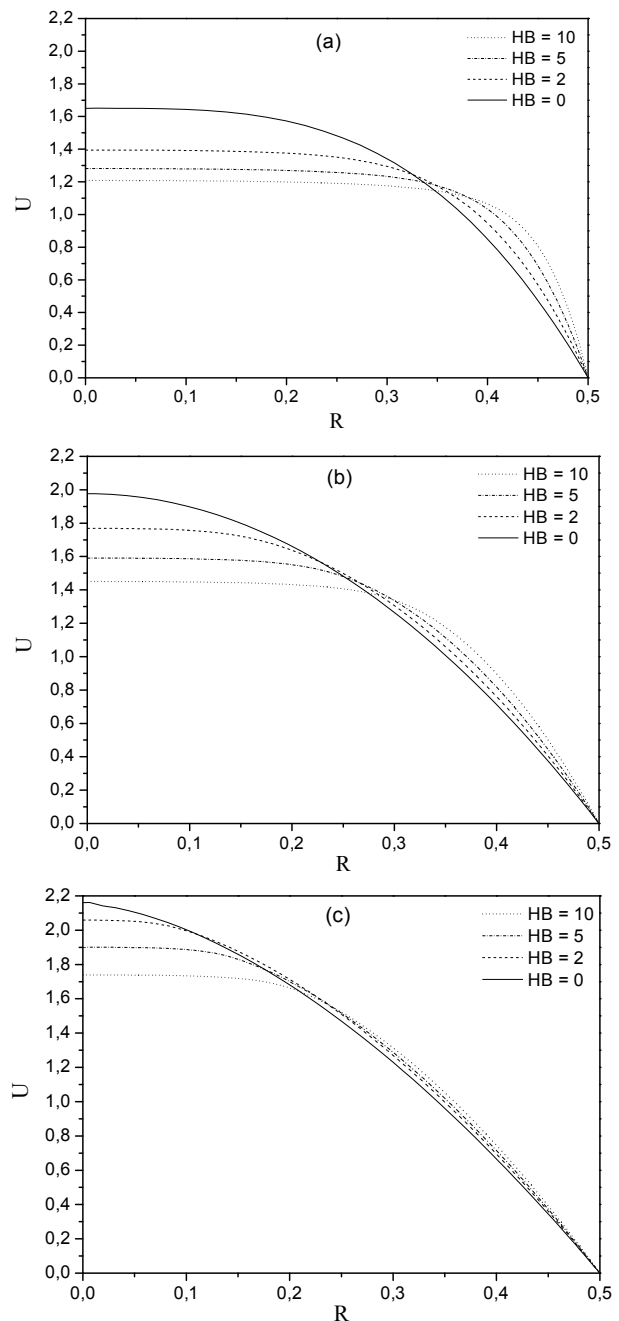 2,2
(a)
HB = 10
2,0
HB = 5
1,8
HB = 2
1,6
HB = 0
1,4
1,2
U
1,0
0,8
0,6
0,4
0,2
0,0
0,0 0,1 0,2 0,3 0,4 0,5
R
2,2
(b)
HB = 10
2,0
HB = 5
1,8
HB = 2
1,6
HB = 0
1,4
1,2
U
1,0
0,8
0,6
0,4
0,2
0,0
0,0 0,1 0,2 0,3 0,4 0,5
R
2,2
(c)
HB = 10
2,0
HB = 5
1,8
HB = 2
1,6
HB = 0
1,4
1,2
U
1,0
0,8
0,6
0,4
0,2
0,0
0,0 0,1 0,2 0,3 0,4 0,5
R